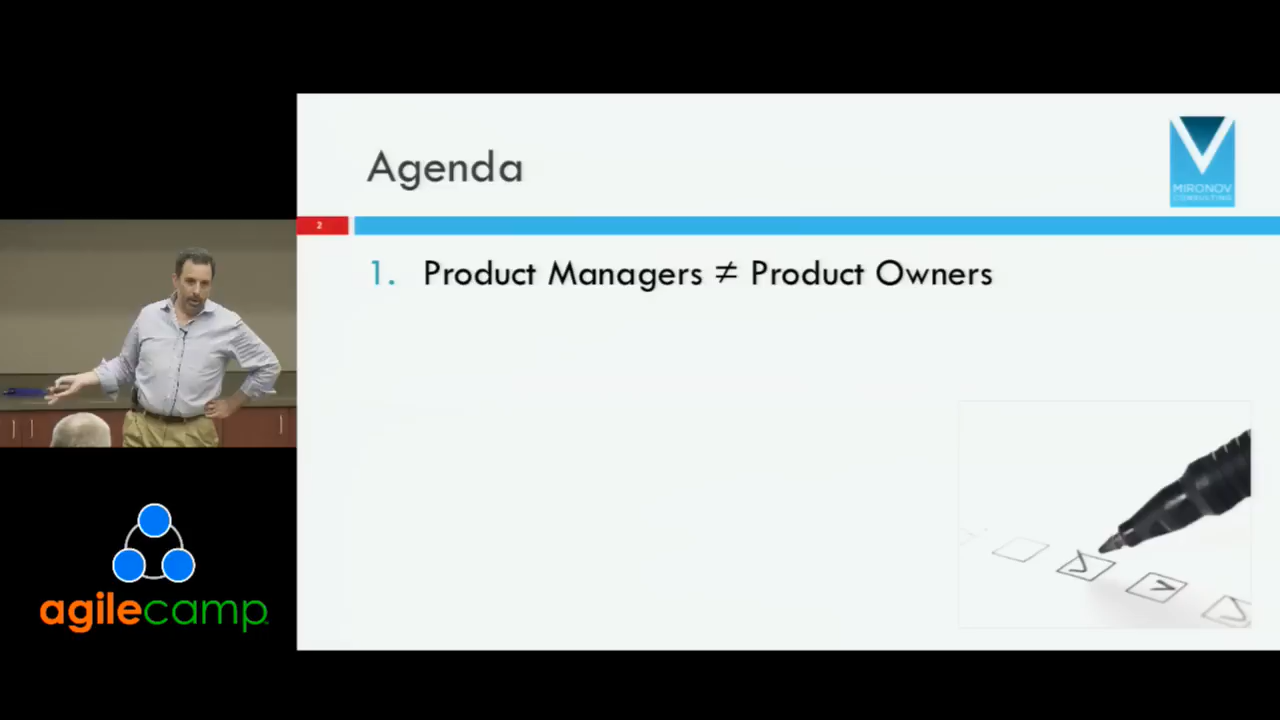 Agenda
MIRONOV
CONSULTING
2
1. Product Managers ≠ Product Owners
agilecamp